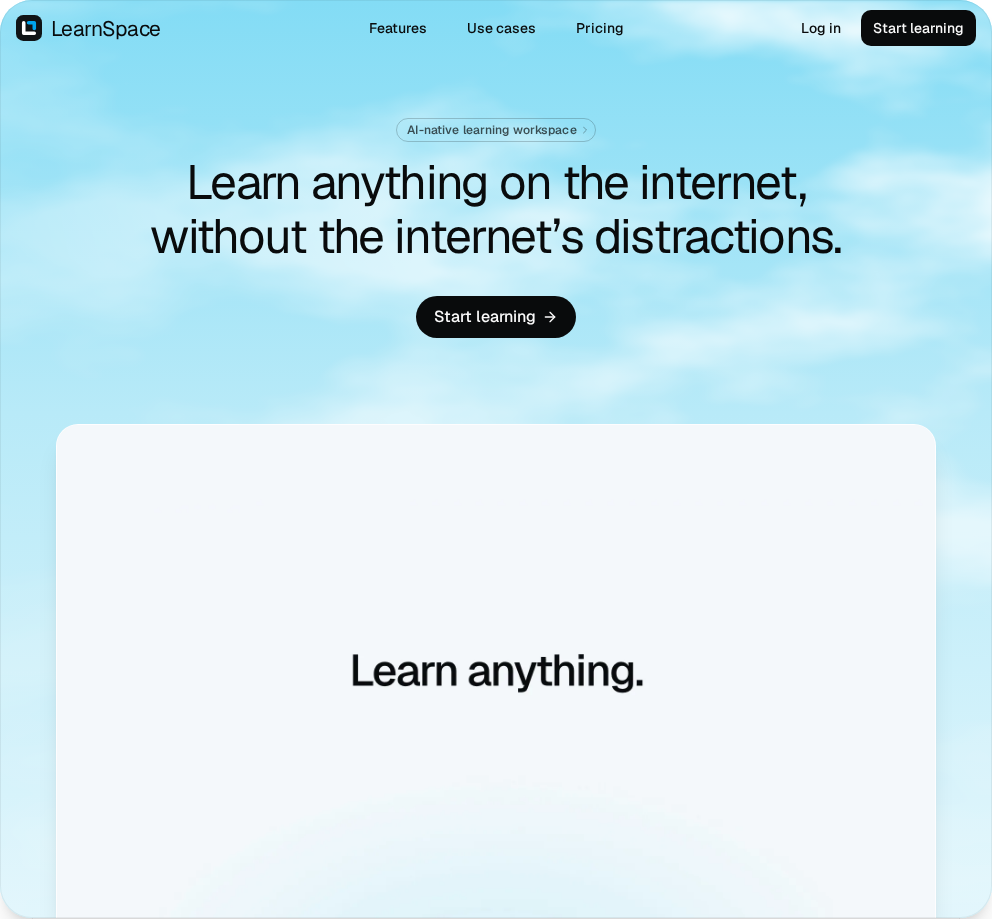 LearnSpace
Features
Use cases
Pricing
Log in
Start learning
AI-native learning workspace
Learn anything on the internet,
without the internet’s distractions.
Start learning
Learn anything.